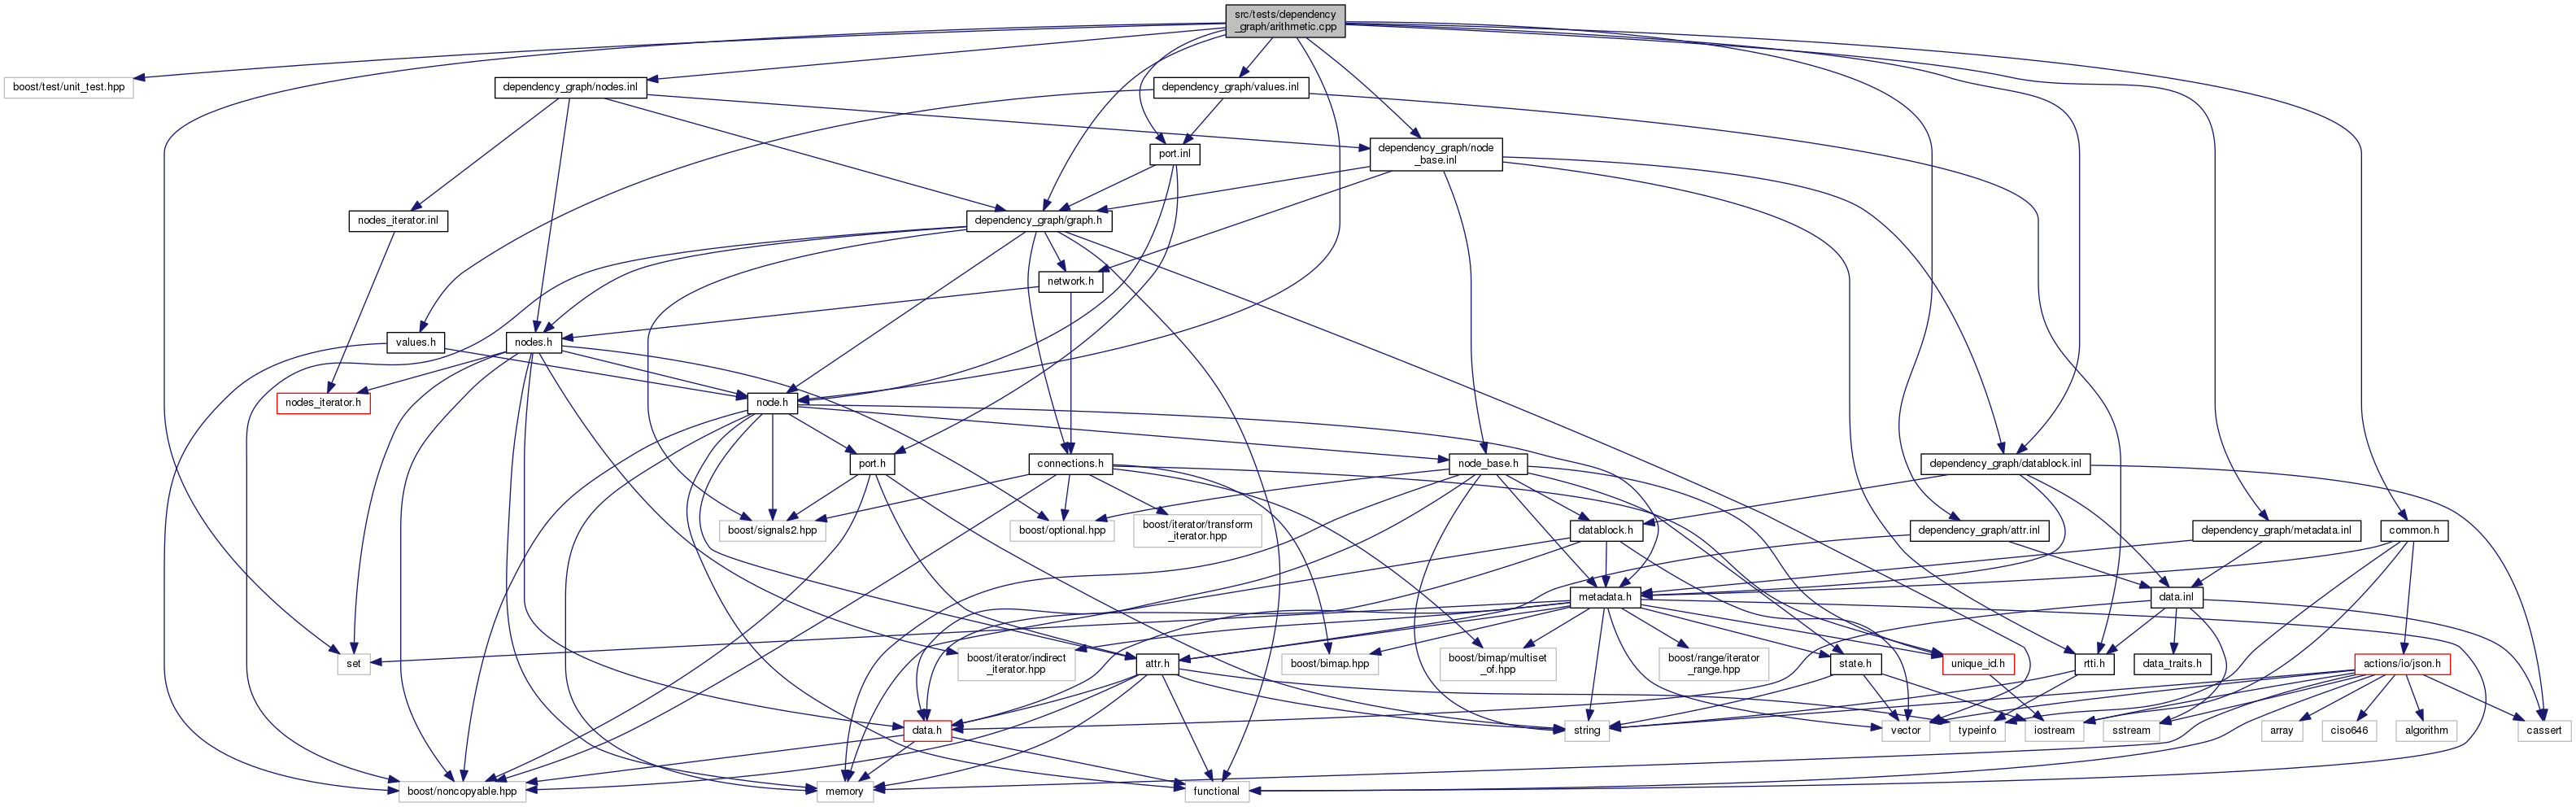 src/tests/dependency
_graph/arithmetic.cpp
boost/test/unit_test.hpp
dependency_graph/nodes.inl
dependency_graph/values.inl
port.inl
dependency_graph/node
_base.inl
nodes_iterator.inl
dependency_graph/graph.h
network.h
values.h
nodes.h
nodes_iterator.h
node.h
port.h
connections.h
node_base.h
dependency_graph/datablock.inl
boost/signals2.hpp
boost/optional.hpp
boost/iterator/transform
_iterator.hpp
datablock.h
dependency_graph/attr.inl
dependency_graph/metadata.inl
common.h
metadata.h
data.inl
set
boost/iterator/indirect
_iterator.hpp
attr.h
boost/bimap.hpp
boost/bimap/multiset
_of.hpp
boost/range/iterator
_range.hpp
state.h
unique_id.h
rtti.h
data_traits.h
actions/io/json.h
data.h
string
vector
typeinfo
iostream
sstream
array
ciso646
algorithm
cassert
boost/noncopyable.hpp
memory
functional